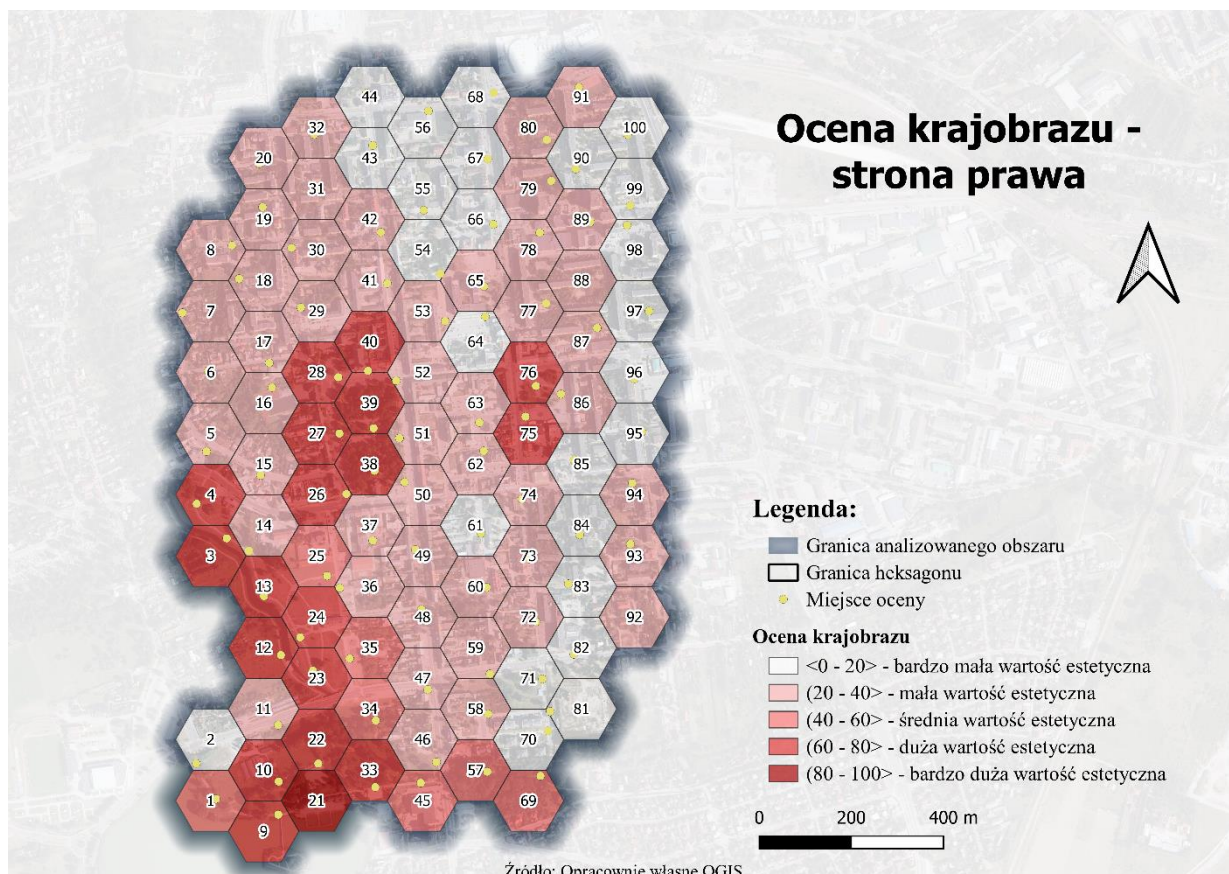 Ocena krajobrazu -
strona prawa
44 68 91
32 56 80 100
20 43 67 90
31 55 79 99
19 42 66 89
8 30 54 78 98
18 41 65 88
7 29 53 77 97
17 40 64 87
6 28 52 76 96
16 39 63 86
5 27 51 75 95
15 38 62 85
4 26 50 74 94
14 37 61 84
3 25 49 73 93
13 36 60 83
24 48 72 92
12 35 59 82
23 47 71
11 34 58 81
2 22 46 70
10 33 57
1 21 45 69
9
Legenda:
Granica analizowanego obszaru
Granica heksagonu
Miejsce oceny
Ocena krajobrazu
<0 - 20> - bardzo mała wartość estetyczna
(20 - 40> - mała wartość estetyczna
(40 - 60> - średnia wartość estetyczna
(60 - 80> - duża wartość estetyczna
(80 - 100> - bardzo duża wartość estetyczna
0 200 400 m
Źródło: Opracownie własne QGIS